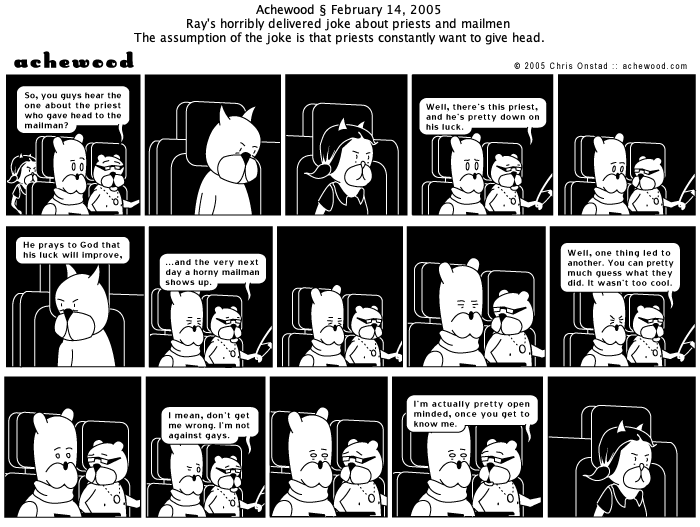 Achewood § February 14, 2005
Ray's horribly delivered joke about priests and mailmen
The assumption of the joke is that priests constantly want to give head.
achewood
© 2005 Chris Onstad :: achewood.com
So, you guys hear the
one about the priest
who gave head to the
mailman?
Well, there's this priest,
and he's pretty down on
his luck.
He prays to God that
his luck will improve,
...and the very next
day a horny mailman
shows up.
Well, one thing led to
another. You can pretty
much guess what they
did. It wasn't too cool.
I mean, don't get
me wrong. I'm not
against gays.
I'm actually pretty open
minded, once you get to
know me.